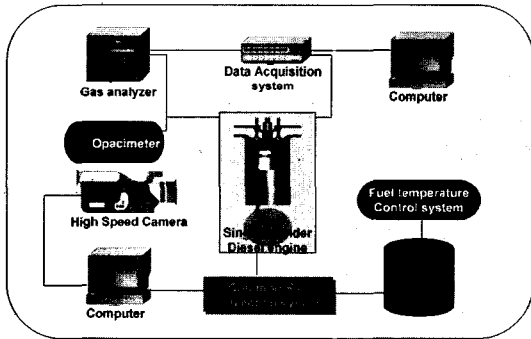 Gas analyzer
Data Acquisition
system
Computer
Opacimeter
High Speed Camera
Diesel engine
Fuel temperature
Control system
Computer